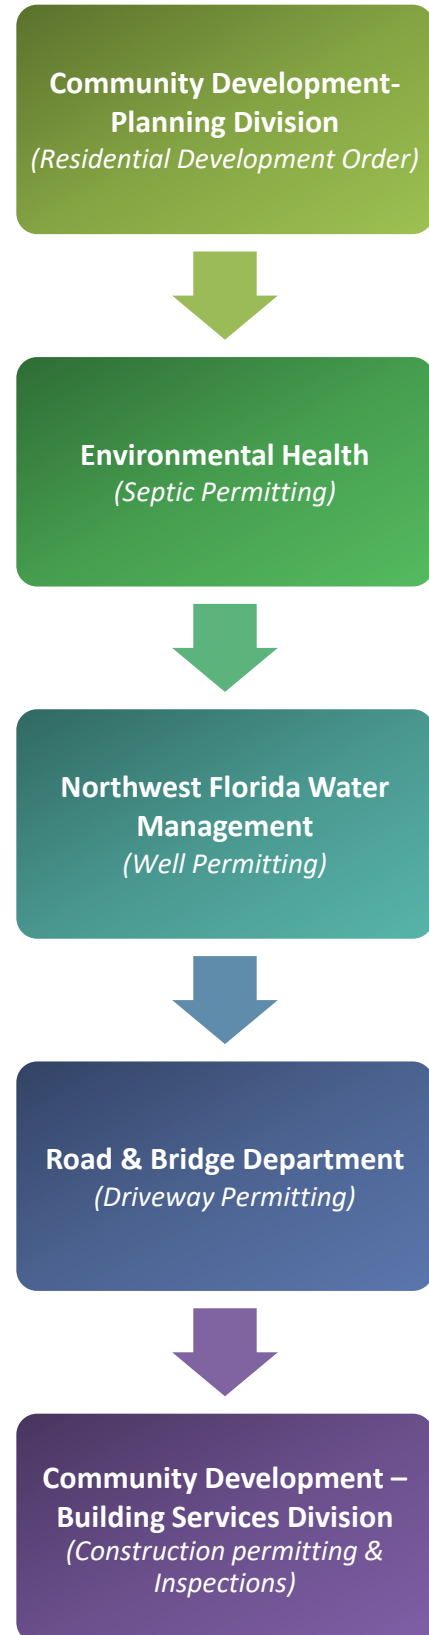 Community Development-
Planning Division
(Residential Development Order)
Environmental Health
(Septic Permitting)
Northwest Florida Water
Management
(Well Permitting)
Road & Bridge Department
(Driveway Permitting)
Community Development –
Building Services Division
(Construction permitting &
Inspections)